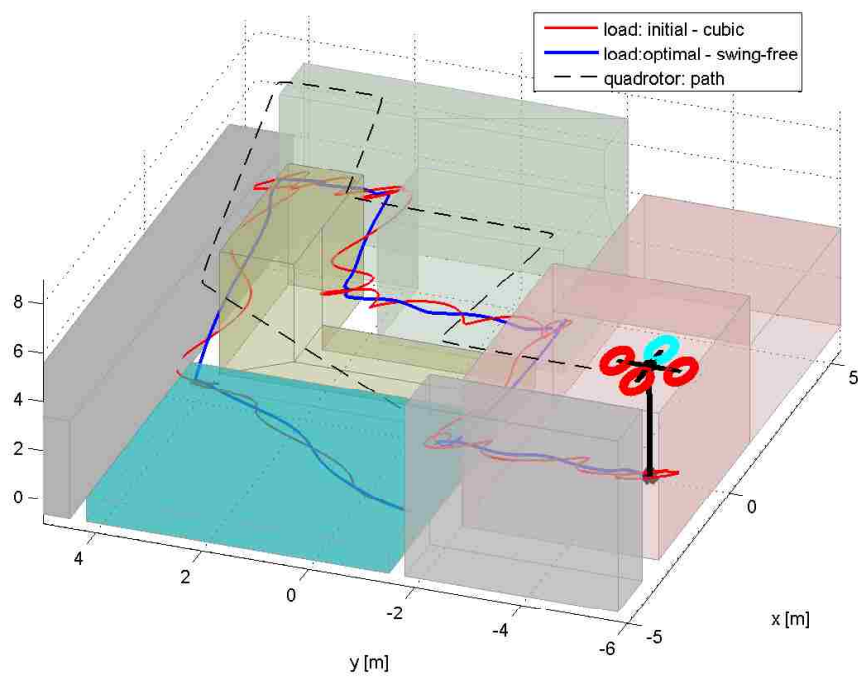 load: initial - cubic
load:optimal - swing-free
quadrotor: path
8
6
4
2
0
4
2
0
-2
-4
-6
-5
0
5
y [m]
x [m]